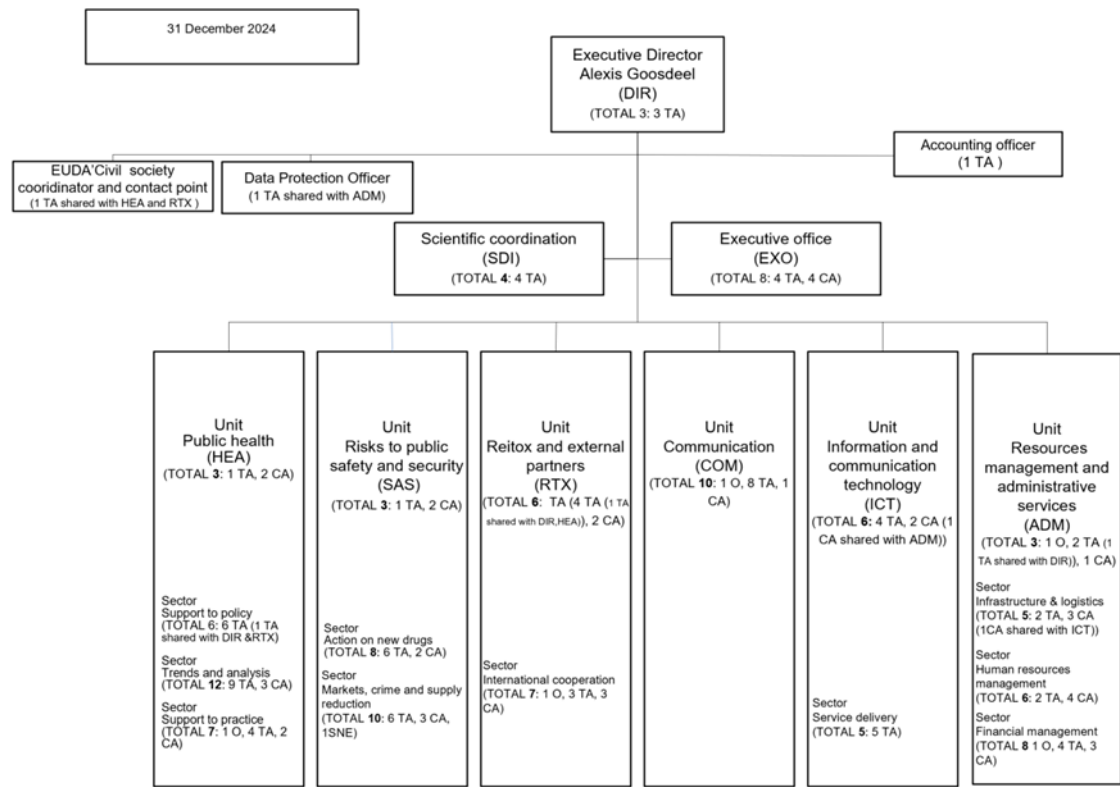 31 December 2024
Executive Director
Alexis Goosdeel
(DIR)
(TOTAL 3: 3 TA)
EUDA'Civil society
cooridinator and contact point
(1 TA shared with HEA and RTX )
Data Protection Officer
(1 TA shared with ADM)
Accounting officer
(1 TA )
Scientific coordination
(SDI)
(TOTAL 4: 4 TA)
Executive office
(EXO)
(TOTAL 8: 4 TA, 4 CA)
Unit
Public health
(HEA)
(TOTAL 3: 1 TA, 2 CA)
Sector
Support to policy
(TOTAL 6: 6 TA (1 TA
shared with DIR &RTX)
Sector
Trends and analysis
(TOTAL 12: 9 TA, 3 CA)
Sector
Support to practice
(TOTAL 7: 1 O, 4 TA, 2
CA)
Unit
Risks to public
safety and security
(SAS)
(TOTAL 3: 1 TA, 2 CA)
Sector
Action on new drugs
(TOTAL 8: 6 TA, 2 CA)
Sector
Markets, crime and supply
reduction
(TOTAL 10: 6 TA, 3 CA,
1SNE)
Unit
Reitox and external
partners
(RTX)
(TOTAL 6: TA (4 TA (1 TA
shared with DIR,HEA)), 2 CA)
Sector
International cooperation
(TOTAL 7: 1 O, 3 TA, 3
CA)
Unit
Communication
(COM)
(TOTAL 10: 1 O, 8 TA, 1
CA)
Unit
Information and
communication
technology
(ICT)
(TOTAL 6: 4 TA, 2 CA (1
CA shared with ADM))
Sector
Service delivery
(TOTAL 5: 5 TA)
Unit
Resources
management and
administrative
services
(ADM)
(TOTAL 3: 1 O, 2 TA (1
TA shared with DIR)), 1 CA)
Sector
Infrastructure & logistics
(TOTAL 5: 2 TA, 3 CA
(1CA shared with ICT))
Sector
Human resources
management
(TOTAL 6: 2 TA, 4 CA)
Sector
Financial management
(TOTAL 8 1 O, 4 TA, 3
CA)